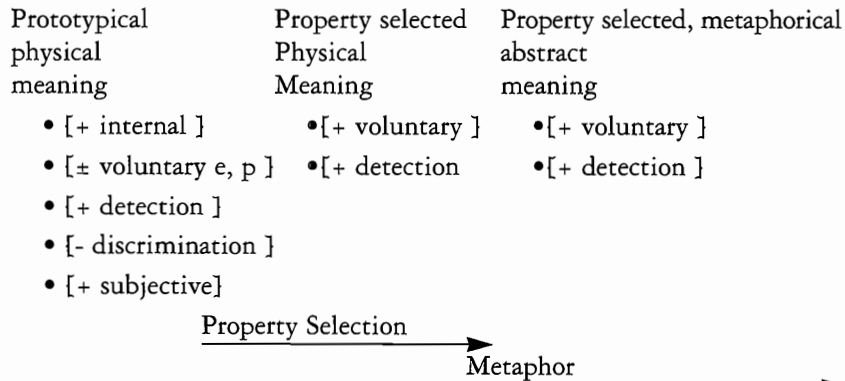 Prototypical Property selected Property selected, metaphorical
physical Physical abstract
meaning Meaning meaning
• [+ internal ] •[+ voluntary ] •[+ voluntary ]
• [± voluntary e, p ] •[+ detection •[+ detection ]
• [+ detection ]
• [- discrimination ]
• [+ subjective]
Property Selection
Metaphor